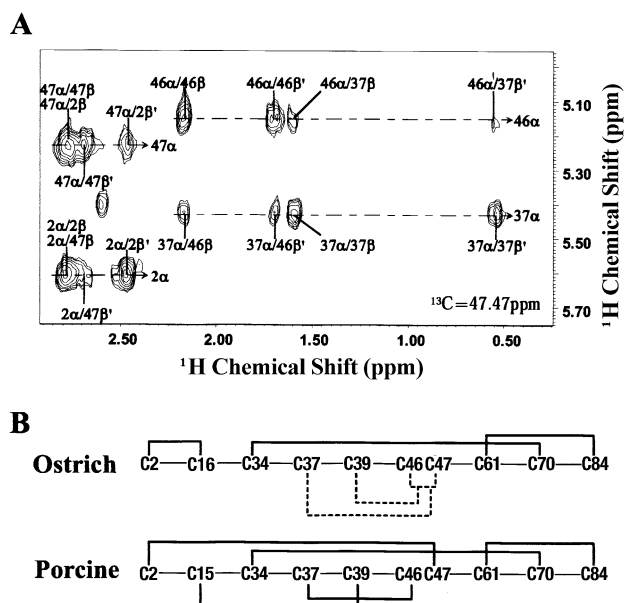 A
46α/46β 46α/46β' 46α/37β 46α/37β'
47α/47β
47α/2β 47α/2β'
5.10
46α
47α
47α/47β'
5.30
37α
2α/2β
2α/47β 2α/2β' 37α/46β 37α/46β' 37α/37β 37α/37β'
5.50
2α
2α/47β'
¹³C=47.47ppm
5.70
¹H Chemical Shift (ppm)
2.50 2.00 1.50 1.00 0.50
¹H Chemical Shift (ppm)
B
Ostrich C2 C16 C34 C37 C39 C46 C47 C61 C70 C84
Porcine C2 C15 C34 C37 C39 C46 C47 C61 C70 C84